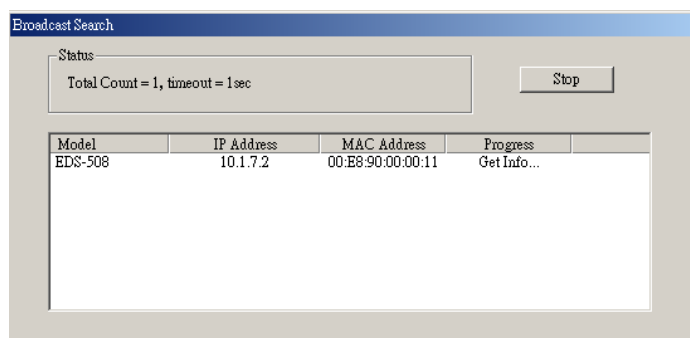 Broadcast Search
Status
Total Count = 1, timeout = 1sec
Stop
Model IP Address MAC Address Progress
EDS-508 10.1.7.2 00:E8:90:00:00:11 Get Info...